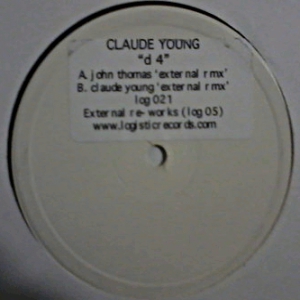 CLAUDE YOUNG
"d 4"
A. john thomas 'external rmx'
B. claude young 'external rmx'
log 021
External re-works (log 05)
www.logisticrecords.com